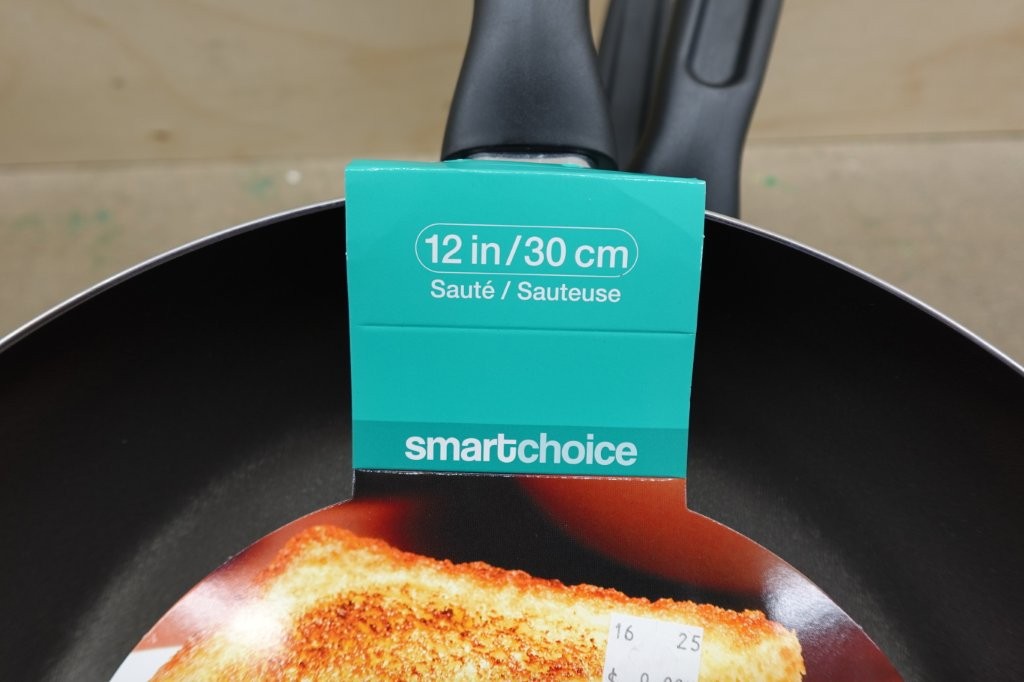 12 in/30 cm
Sauté / Sauteuse
smartchoice
16 25